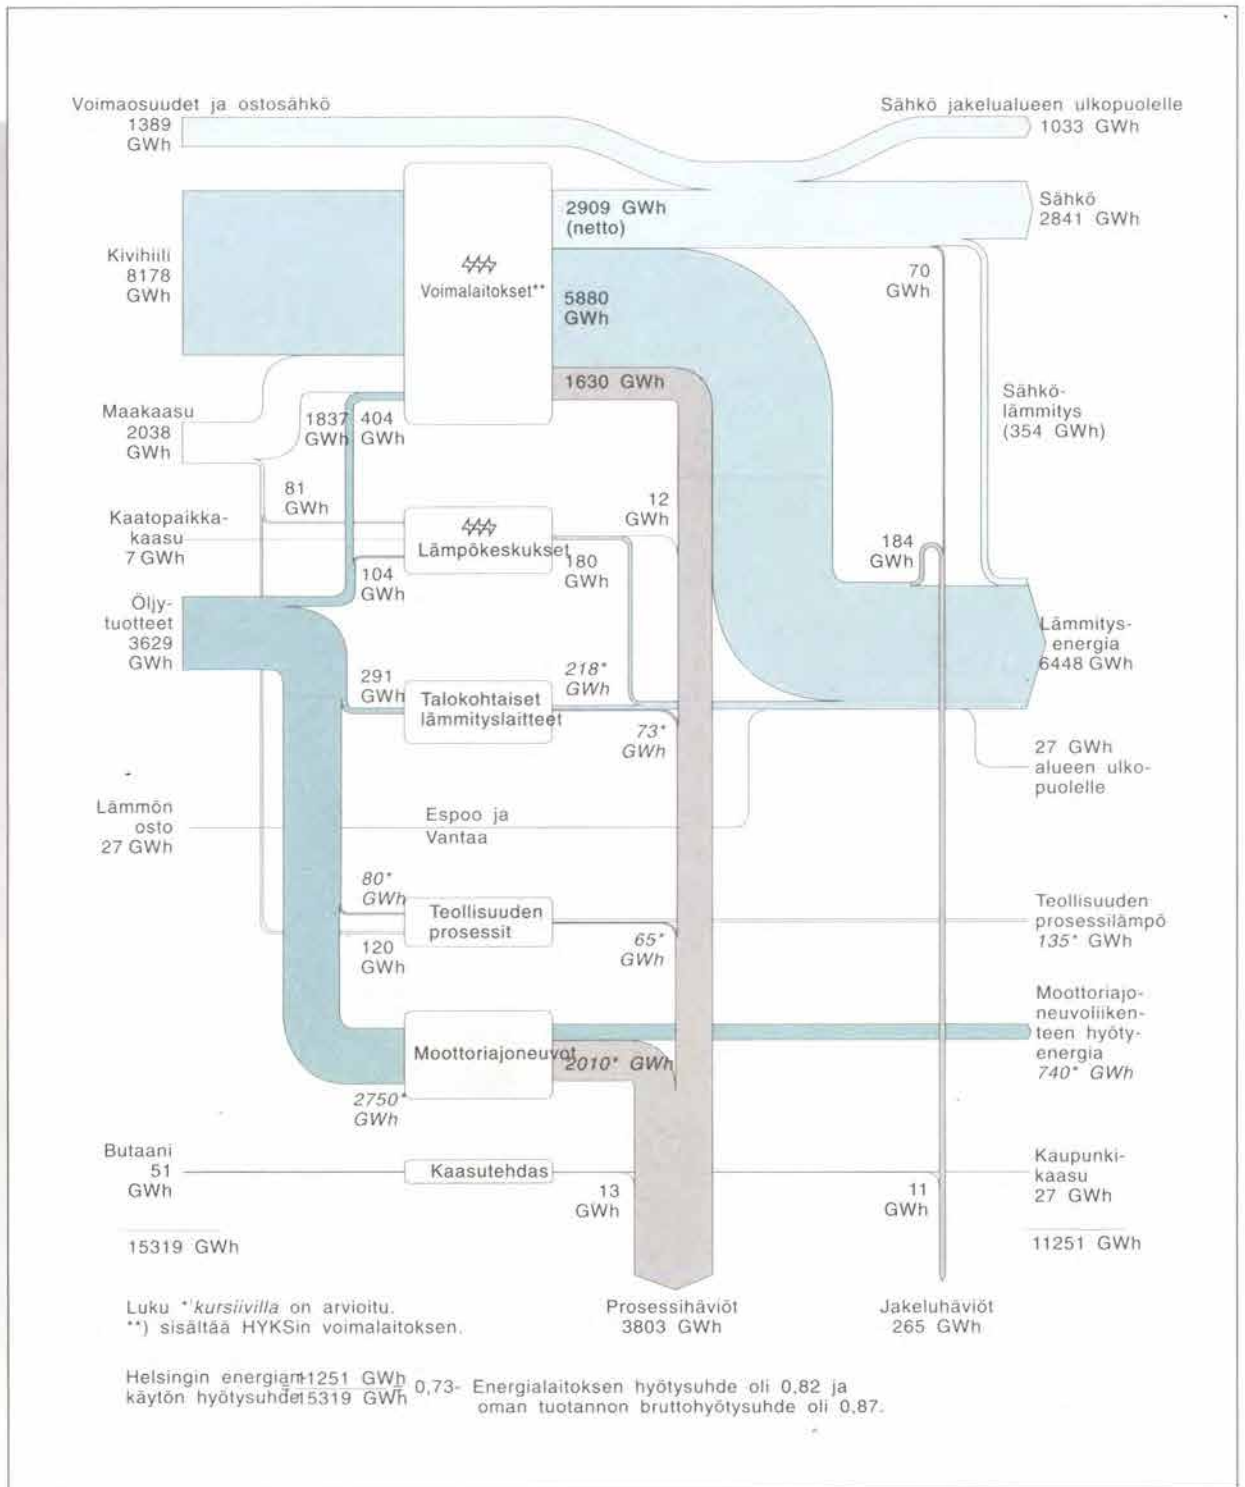 Voimaosuudet ja ostosähkö
1389
GWh
Sähkö jakelualueen ulkopuolelle
1033 GWh
Kivihiili
8178
GWh
Voimalaitokset**
2909 GWh
(netto)
5880
GWh
1630 GWh
Sähkö
2841 GWh
70
GWh
Sähkö-
lämmitys
(354 GWh)
Maakaasu
2038
GWh
1837
GWh
404
GWh
81
GWh
Kaatopaikka-
kaasu
7 GWh
Lämpökeskukset
104
GWh
180
GWh
12
GWh
184
GWh
Öljy-
tuotteet
3629
GWh
Lämmitys-
energia
6448 GWh
291
GWh
Talokohtaiset
lämmityslaitteet
218*
GWh
73*
GWh
27 GWh
alueen ulko-
puolelle
Lämmön
osto
27 GWh
Espoo ja
Vantaa
80*
GWh
120
GWh
Teollisuuden
prosessit
65*
GWh
Teollisuuden
prosessilämpö
135* GWh
Moottoriajoneuvot
2010* GWh
2750*
GWh
Moottoriajo-
neuvoliiken-
teen hyöty-
energia
740* GWh
Butaani
51
GWh
Kaasutehdas
13
GWh
11
GWh
Kaupunki-
kaasu
27 GWh
15319 GWh
11251 GWh
Luku *'kursiivilla on arvioitu.
**) sisältää HYKSin voimalaitoksen.
Prosessihäviöt
3803 GWh
Jakeluhäviöt
265 GWh
Helsingin energian 11251 GWh
käytön hyötysuhde = 15319 GWh = 0,73- Energialaitoksen hyötysuhde oli 0,82 ja
oman tuotannon bruttohyötysuhde oli 0,87.